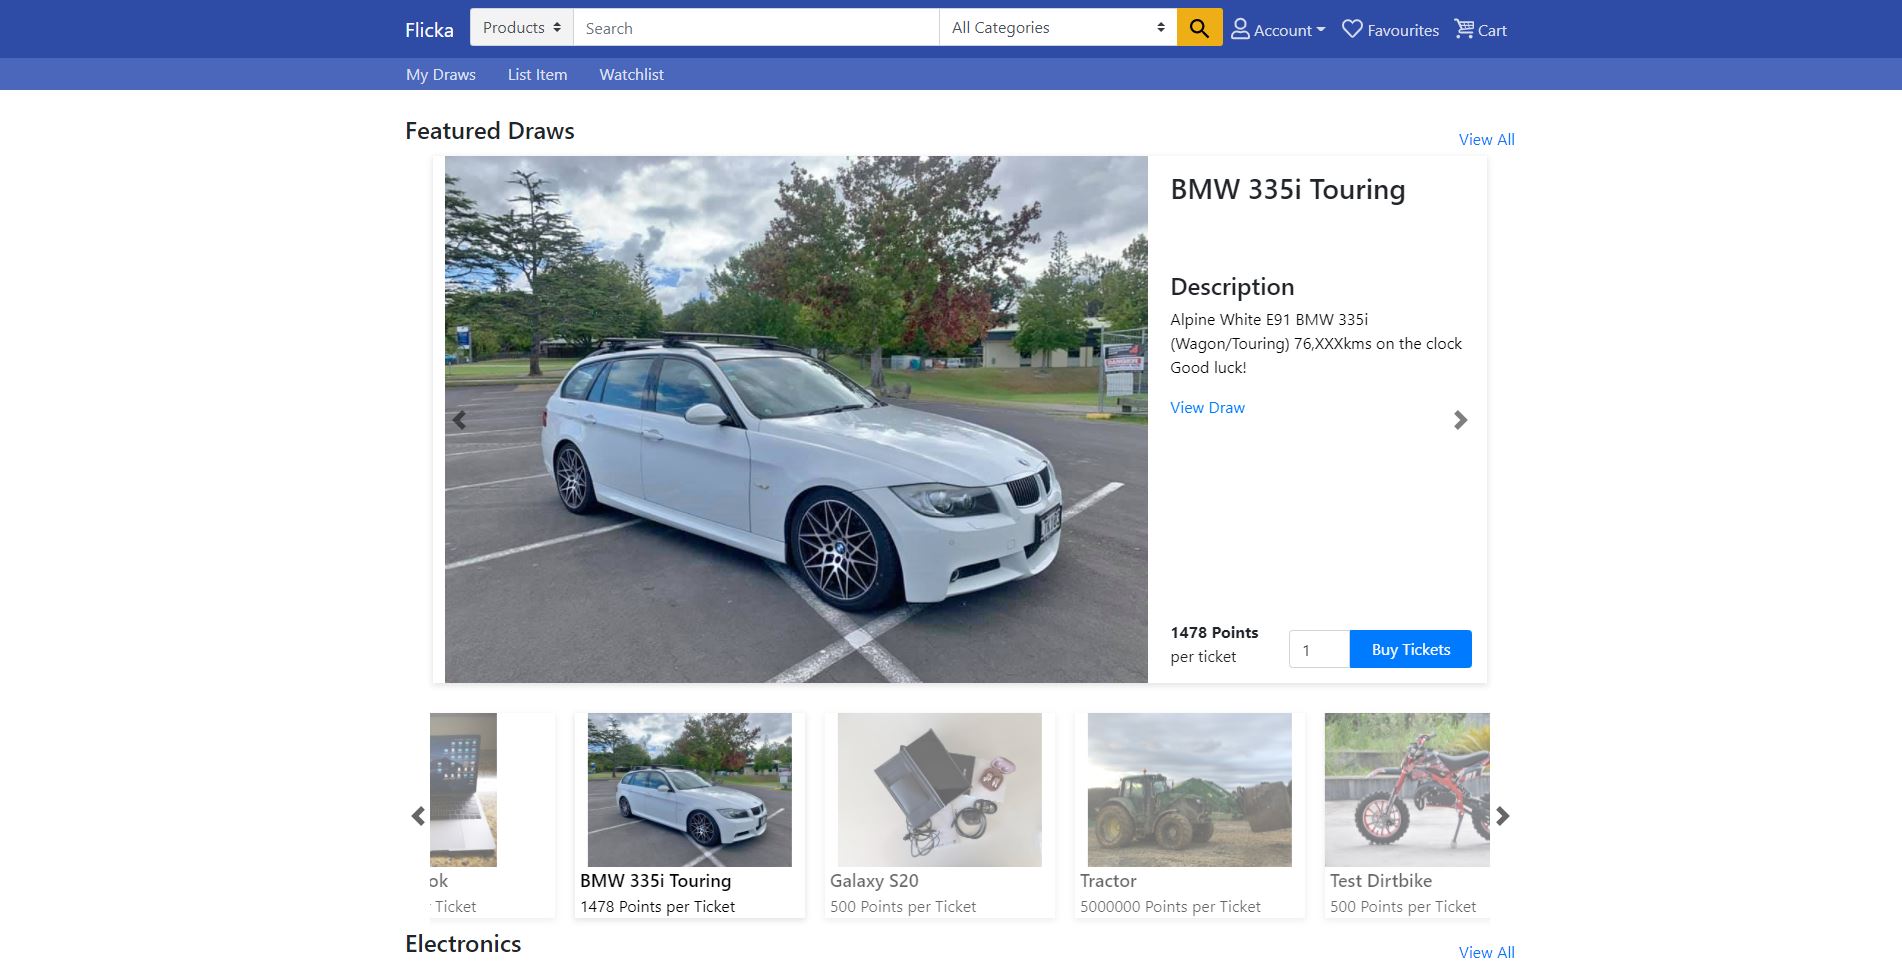 Flicka
Products
Search
All Categories
Account
Favourites
Cart
My Draws
List Item
Watchlist
Featured Draws
View All
BMW 335i Touring
Description
Alpine White E91 BMW 335i
(Wagon/Touring) 76,XXXkms on the clock
Good luck!
View Draw
DANGER
1478 Points
per ticket
1
Buy Tickets
ok
Ticket
BMW 335i Touring
1478 Points per Ticket
Galaxy S20
500 Points per Ticket
Tractor
5000000 Points per Ticket
Test Dirtbike
500 Points per Ticket
Electronics
View All